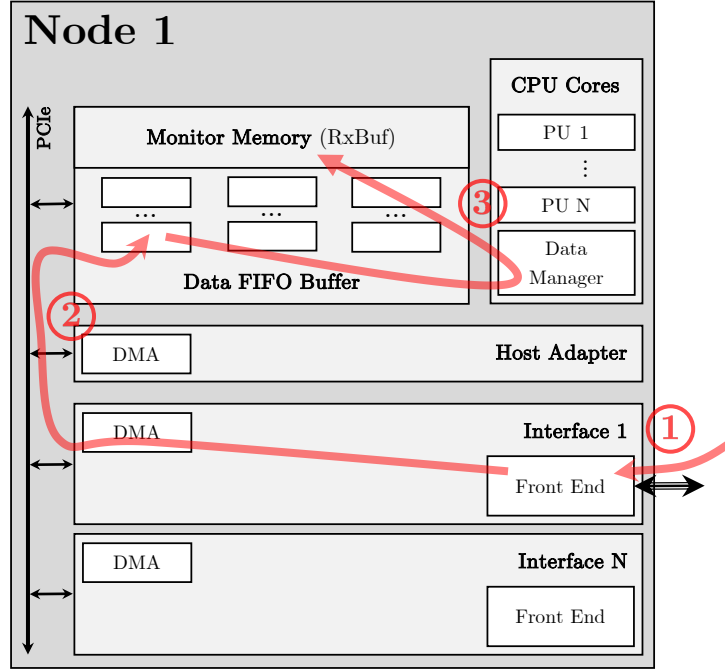 Node 1
CPU Cores
PU 1
⋮
PU N
Data
Manager
PCIe
Monitor Memory (RxBuf)
...
...
...
Data FIFO Buffer
3
2
DMA
Host Adapter
DMA
Interface 1
1
Front End
DMA
Interface N
Front End